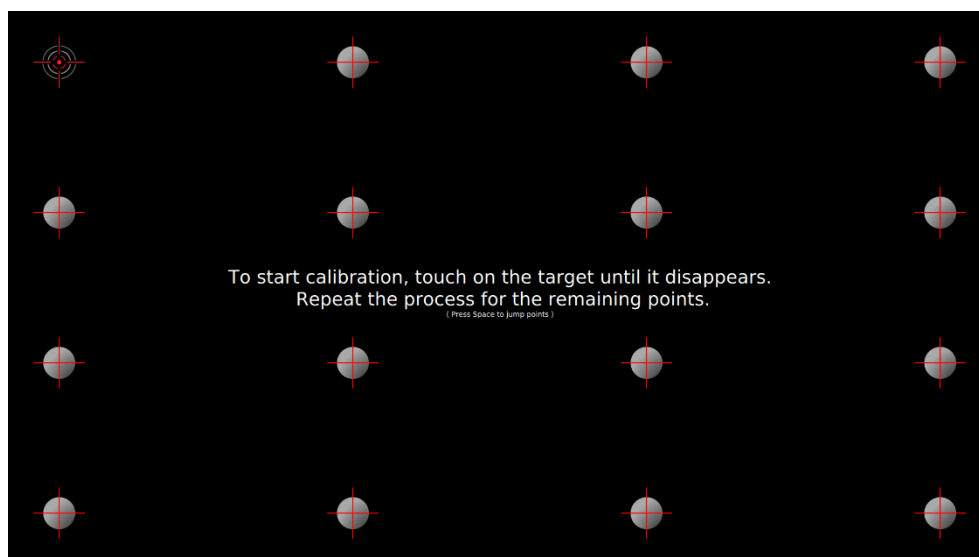 To start calibration, touch on the target until it disappears.
Repeat the process for the remaining points.
( Press Space to jump points )